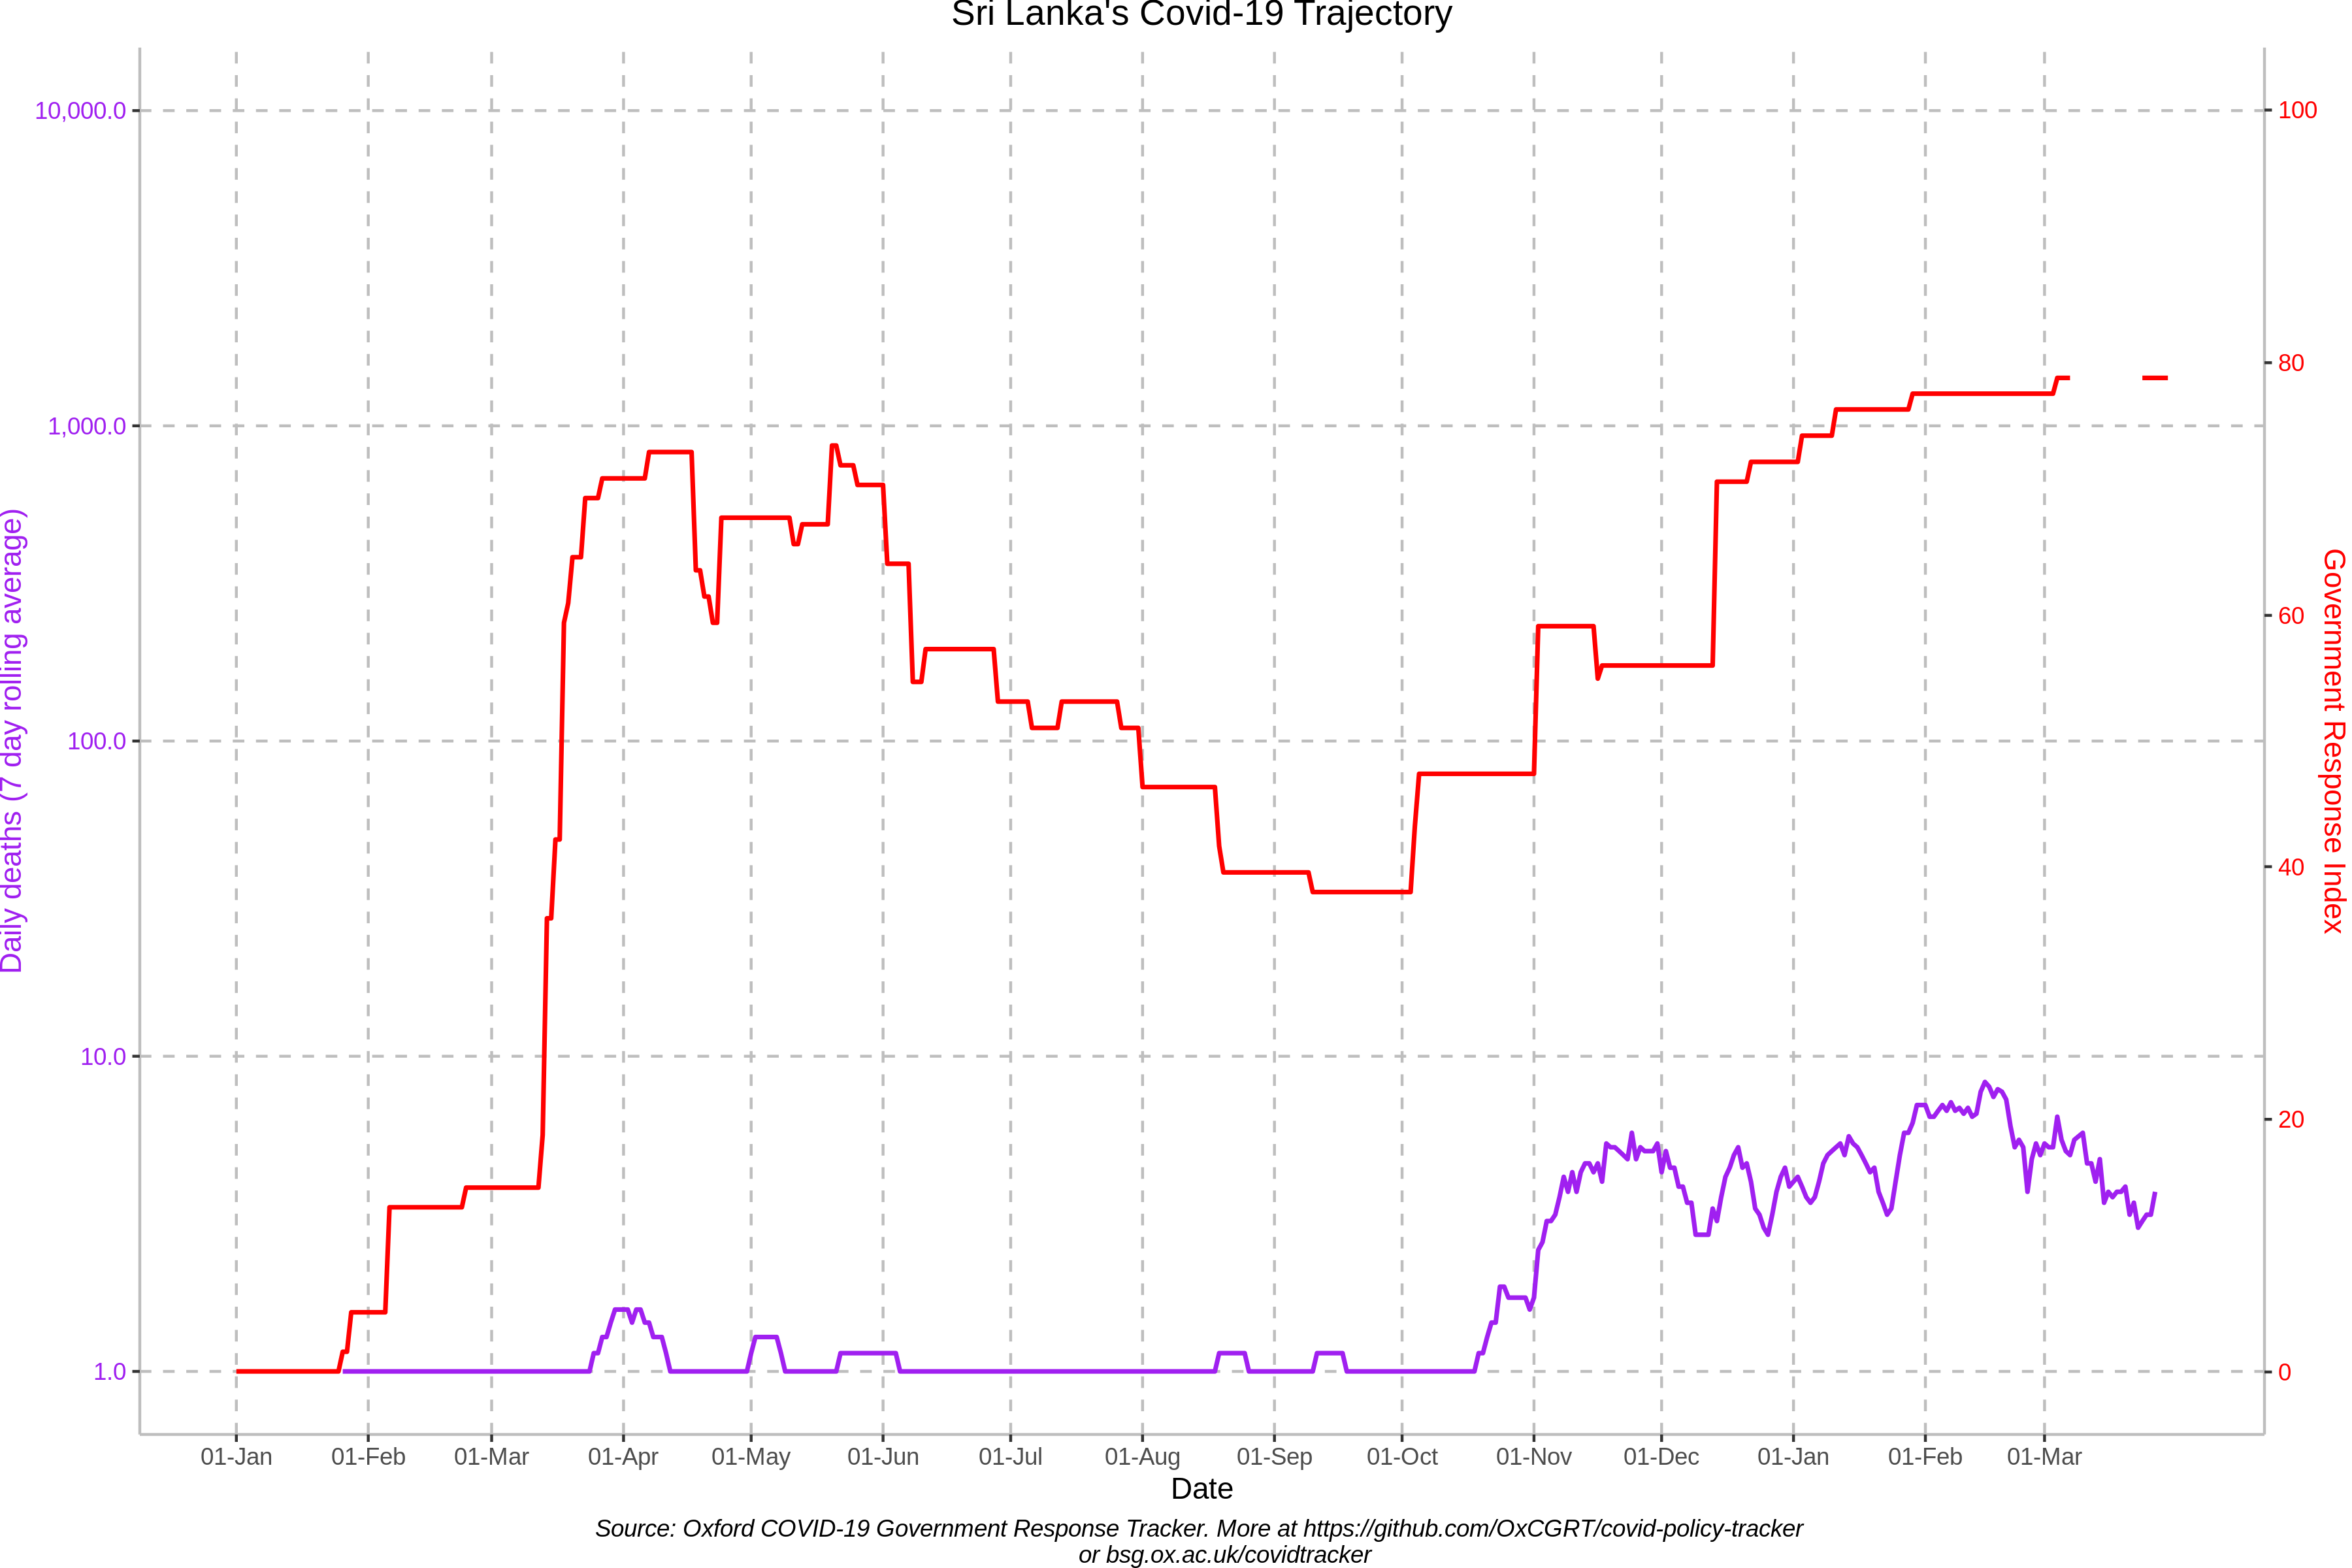 Sri Lanka's Covid-19 Trajectory
10,000.0
1,000.0
100.0
10.0
1.0
Daily deaths (7 day rolling average)
100
80
60
40
20
0
Government Response Index
01-Jan 01-Feb 01-Mar 01-Apr 01-May 01-Jun 01-Jul 01-Aug 01-Sep 01-Oct 01-Nov 01-Dec 01-Jan 01-Feb 01-Mar
Date
Source: Oxford COVID-19 Government Response Tracker. More at https://github.com/OxCGRT/covid-policy-tracker
or bsg.ox.ac.uk/covidtracker